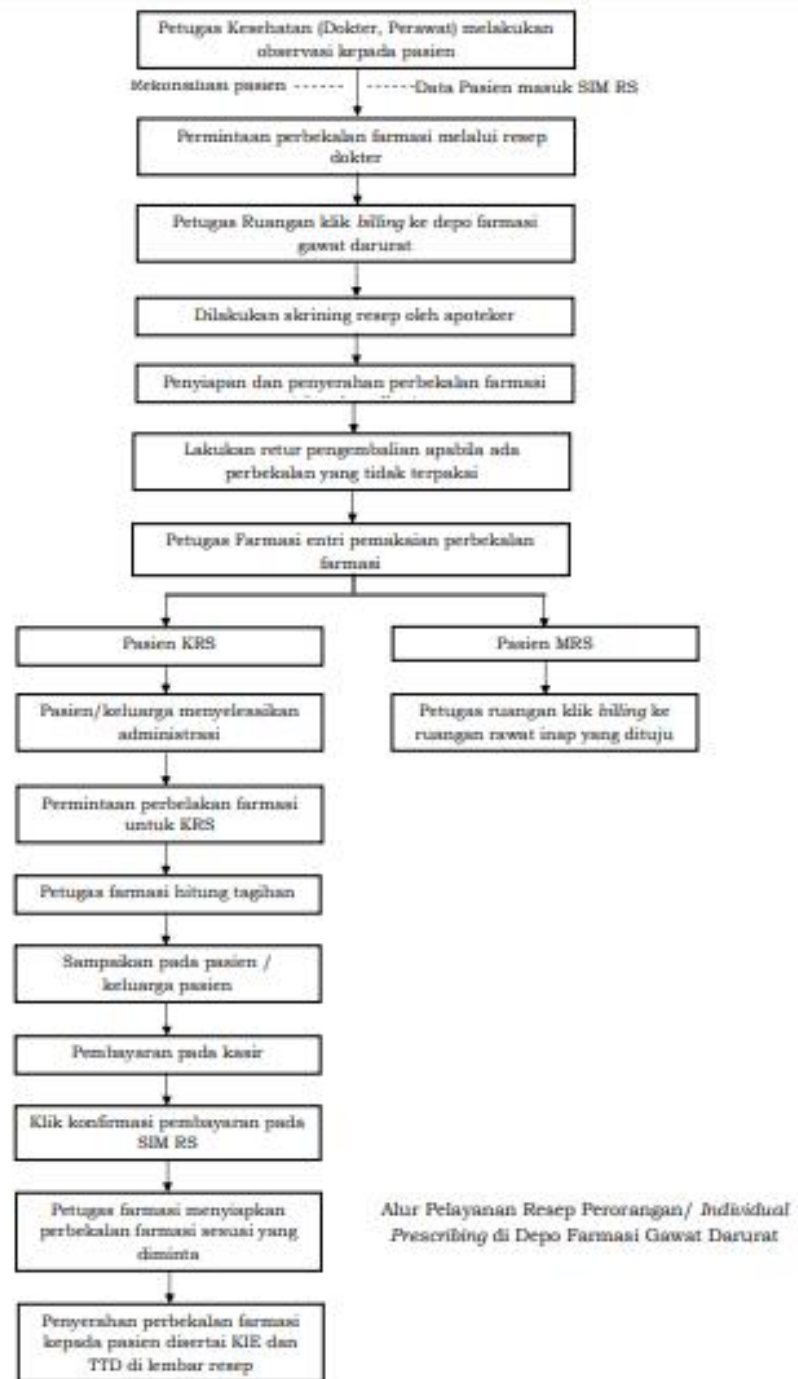 Petugas Kesehatan (Dokter, Perawat) melakukan
observasi kepada pasien
Rekonsiliasi pasien
Data Pasien masuk SIM RS
Permintaan perbekalan farmasi melalui resep
dokter
Petugas Ruangan klik billing ke depo farmasi
gawat darurat
Dilakukan skrining resep oleh apoteker
Penyiapan dan penyerahan perbekalan farmasi
Lakukan retur pengembalian apabila ada
perbekalan yang tidak terpakai
Petugas Farmasi entri pemakaian perbekalan
farmasi
Pasien KRS
Pasien/keluarga menyelesaikan
administrasi
Permintaan perbelakan farmasi
untuk KRS
Petugas farmasi hitung tagihan
Sampaikan pada pasien /
keluarga pasien
Pembayaran pada kasir
Klik konfirmasi pembayaran pada
SIM RS
Petugas farmasi menyiapkan
perbekalan farmasi sesusi yang
diminta
Penyerahan perbekalan farmasi
kepada pasien disertai KIE dan
TTD di lembar resep
Pasien MRS
Petugas ruangan klik billing ke
ruangan rawat inap yang dituju
Alur Pelayanan Resep Perorangan/ Individual
Prescribing di Depo Farmasi Gawat Darurat